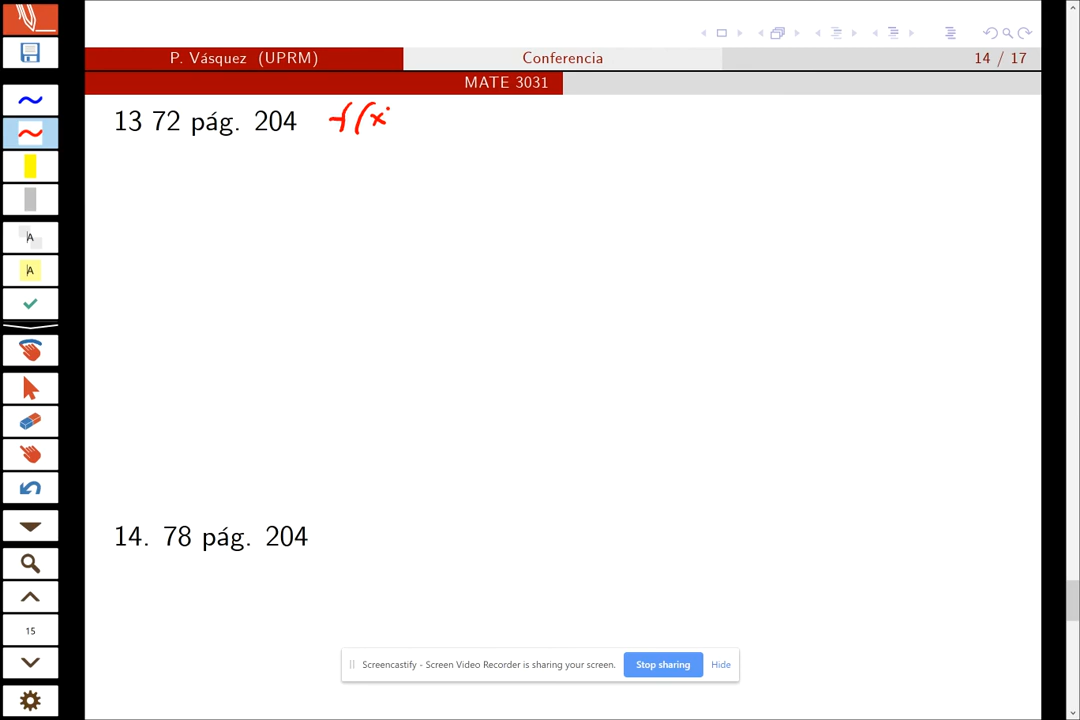 P. Vásquez (UPRM) Conferencia 14 / 17
MATE 3031
13 72 pág. 204 f(x
A
A
14. 78 pág. 204
15
Screencastify - Screen Video Recorder is sharing your screen. Stop sharing Hide